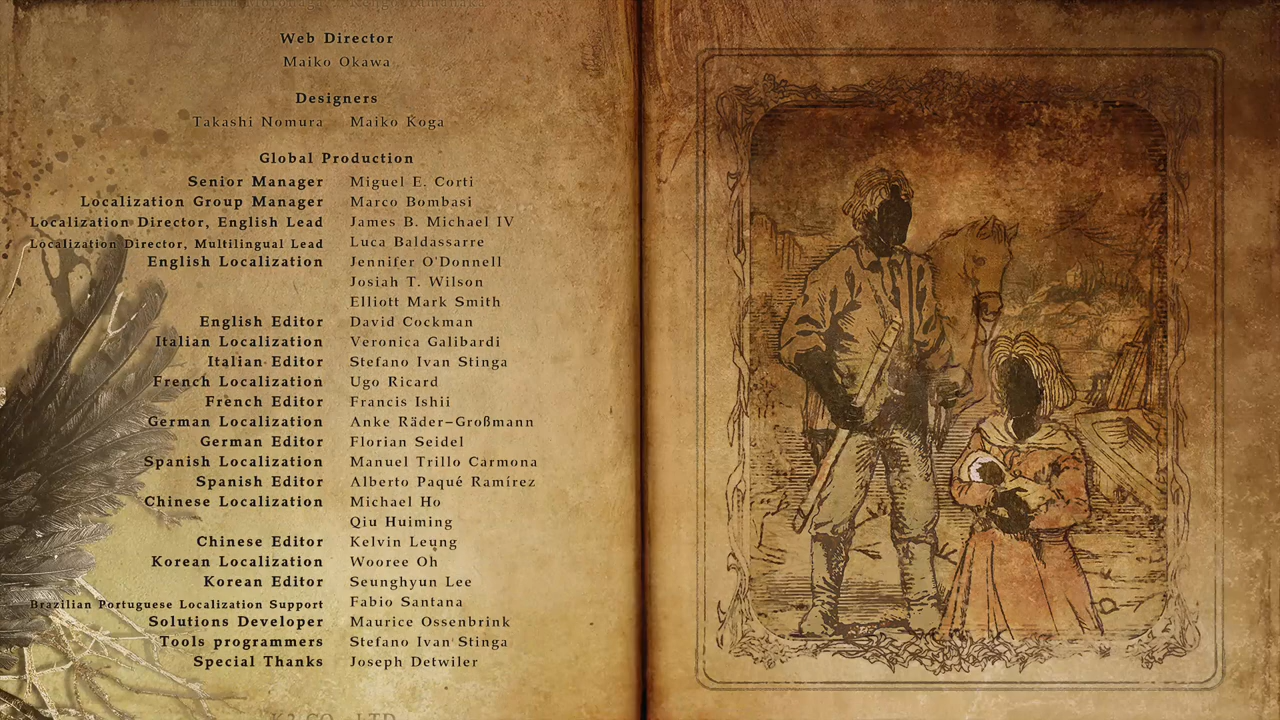 Web Director
Maiko Okawa
Designers
Takashi Nomura Maiko Koga
Global Production
Senior Manager Miguel E. Corti
Localization Group Manager Marco Bombasi
Localization Director, English Lead James B. Michael IV
Localization Director, Multilingual Lead Luca Baldassarre
English Localization Jennifer O'Donnell
Josiah T. Wilson
Elliott Mark Smith
English Editor David Cockman
Italian Localization Veronica Galibardi
Italian Editor Stefano Ivan Stinga
French Localization Ugo Ricard
French Editor Francis Ishii
German Localization Anke Räder-Großmann
German Editor Florian Seidel
Spanish Localization Manuel Trillo Carmona
Spanish Editor Alberto Paqué Ramírez
Chinese Localization Michael Ho
Qiu Huiming
Chinese Editor Kelvin Leung
Korean Localization Wooree Oh
Korean Editor Seunghyun Lee
Brazilian Portuguese Localization Support Fabio Santana
Solutions Developer Maurice Ossenbrink
Tools programmers Stefano Ivan Stinga
Special Thanks Joseph Detwiler